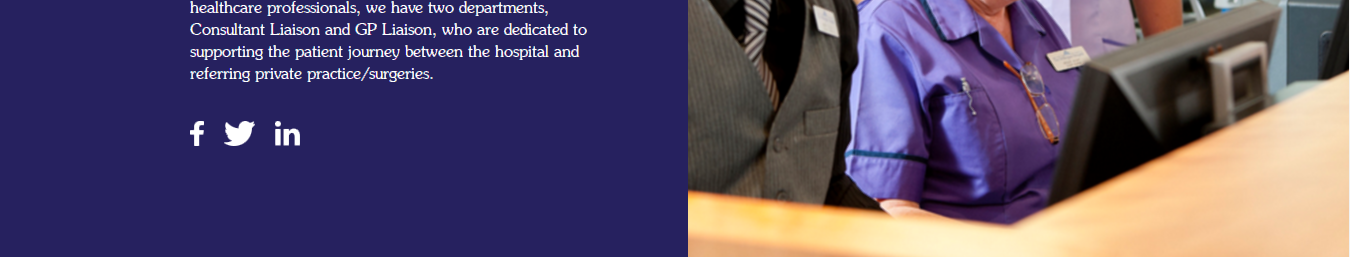 healthcare professionals, we have two departments,
Consultant Liaison and GP Liaison, who are dedicated to
supporting the patient journey between the hospital and
referring private practice/surgeries.